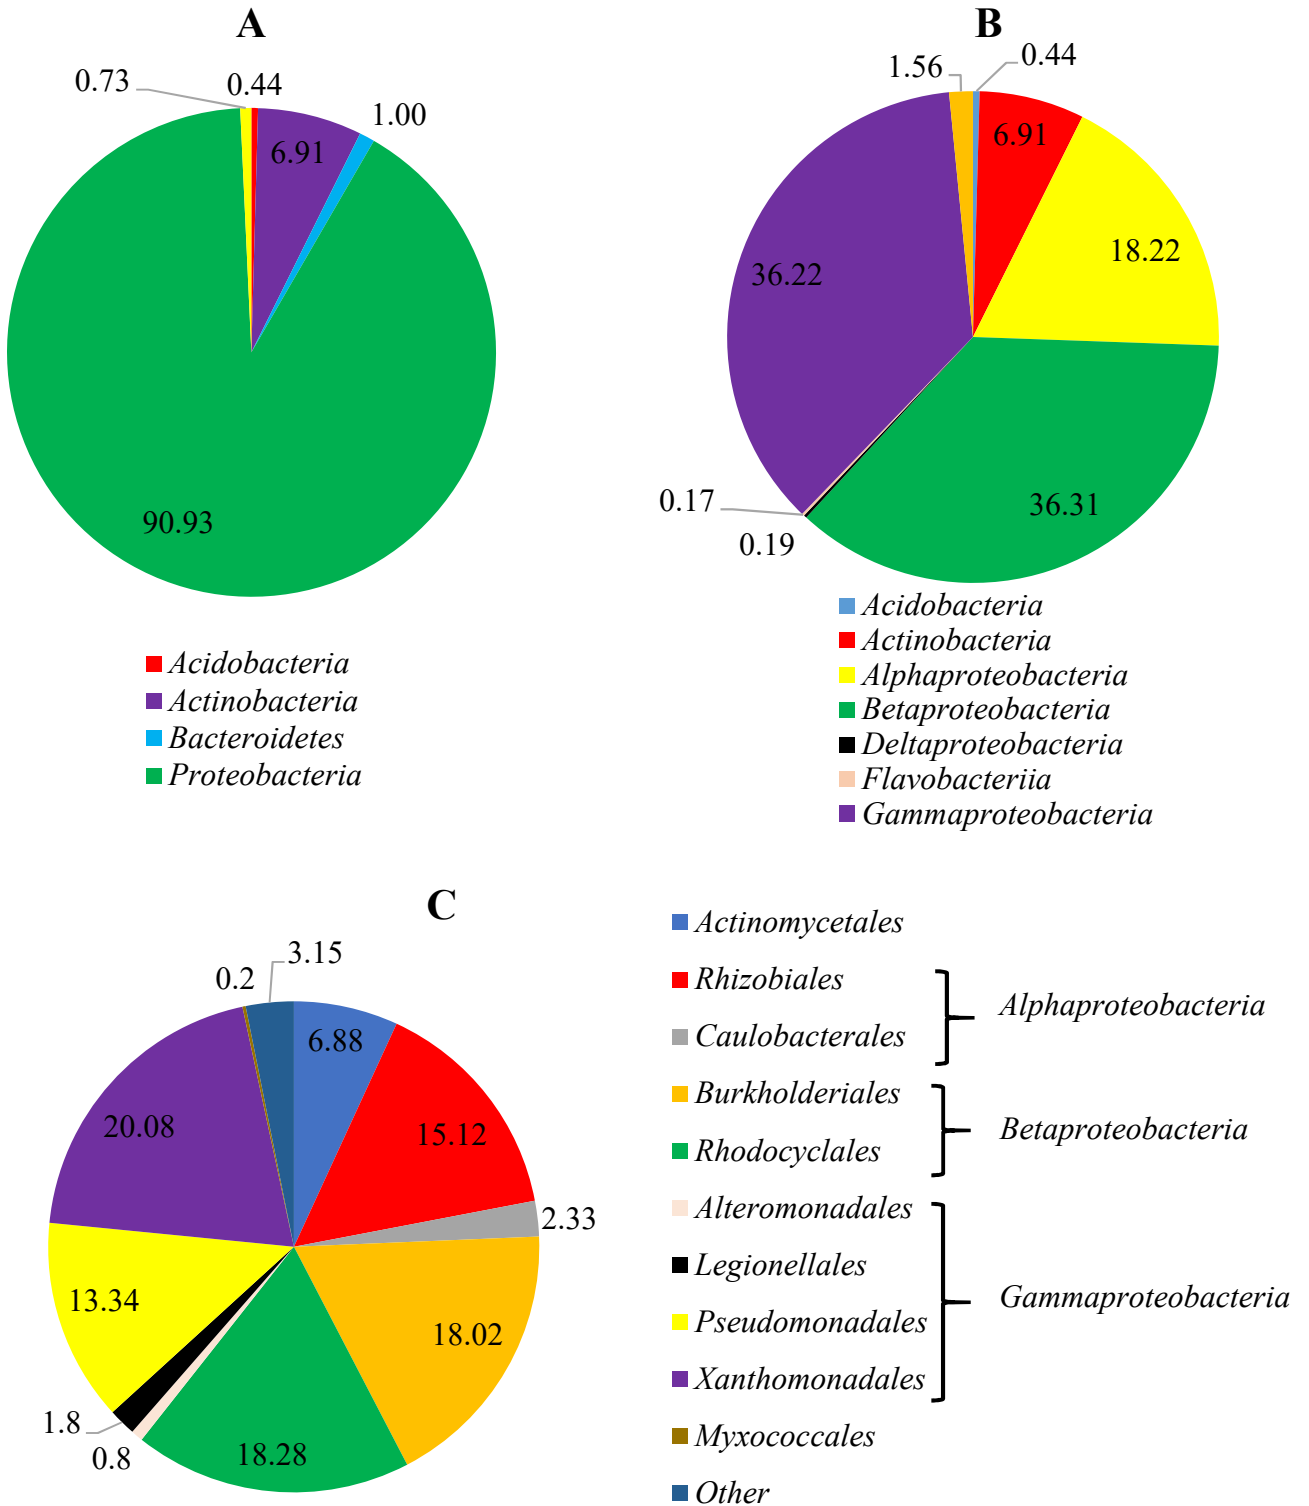 A
0.73
0.44
1.00
6.91
90.93
Acidobacteria
Actinobacteria
Bacteroidetes
Proteobacteria
B
1.56
0.44
6.91
18.22
36.22
36.31
0.17
0.19
Acidobacteria
Actinobacteria
Alphaproteobacteria
Betaproteobacteria
Deltaproteobacteria
Flavobacteriia
Gammaproteobacteria
C
3.15
0.2
6.88
20.08
15.12
2.33
13.34
18.02
1.8
0.8
18.28
Actinomycetales
Rhizobiales
Caulobacterales
Alphaproteobacteria
Burkholderiales
Rhodocyclales
Betaproteobacteria
Alteromonadales
Legionellales
Pseudomonadales
Xanthomonadales
Gammaproteobacteria
Myxococcales
Other